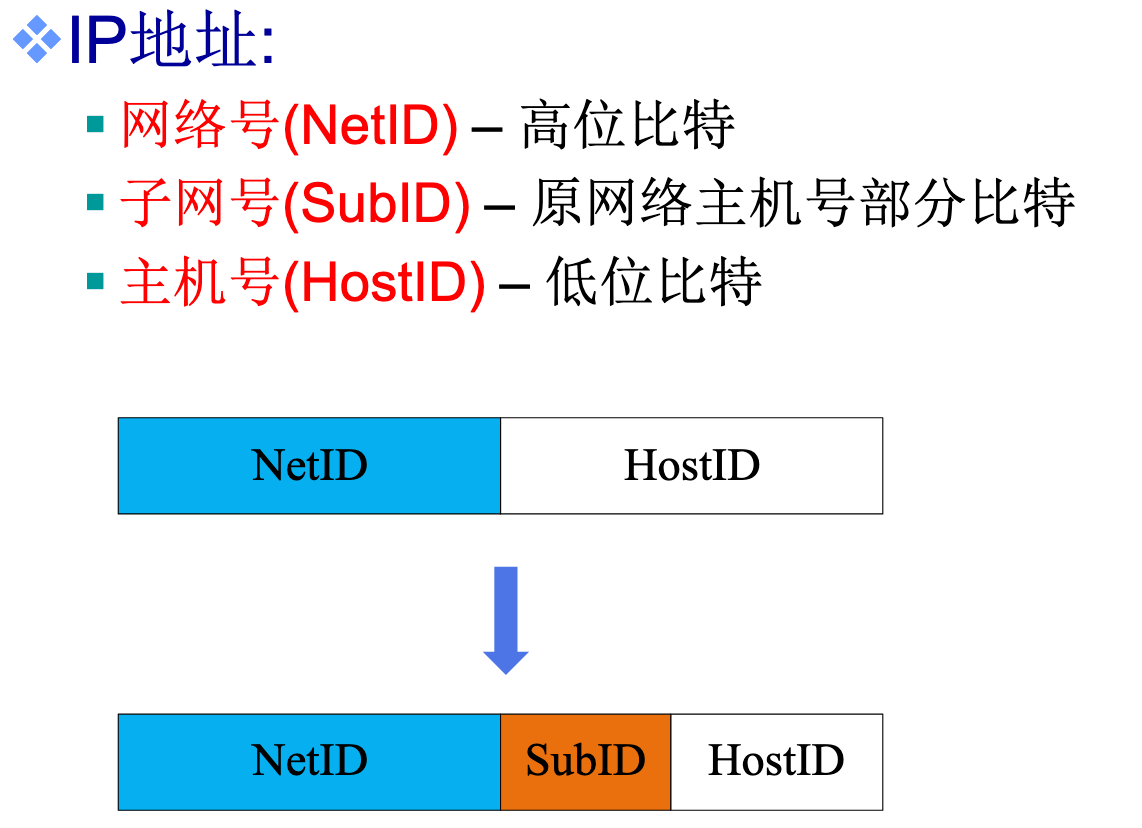 IP地址:
网络号(NetID) – 高位比特
子网号(SubID) – 原网络主机号部分比特
主机号(HostID) – 低位比特
NetID HostID
NetID SubID HostID